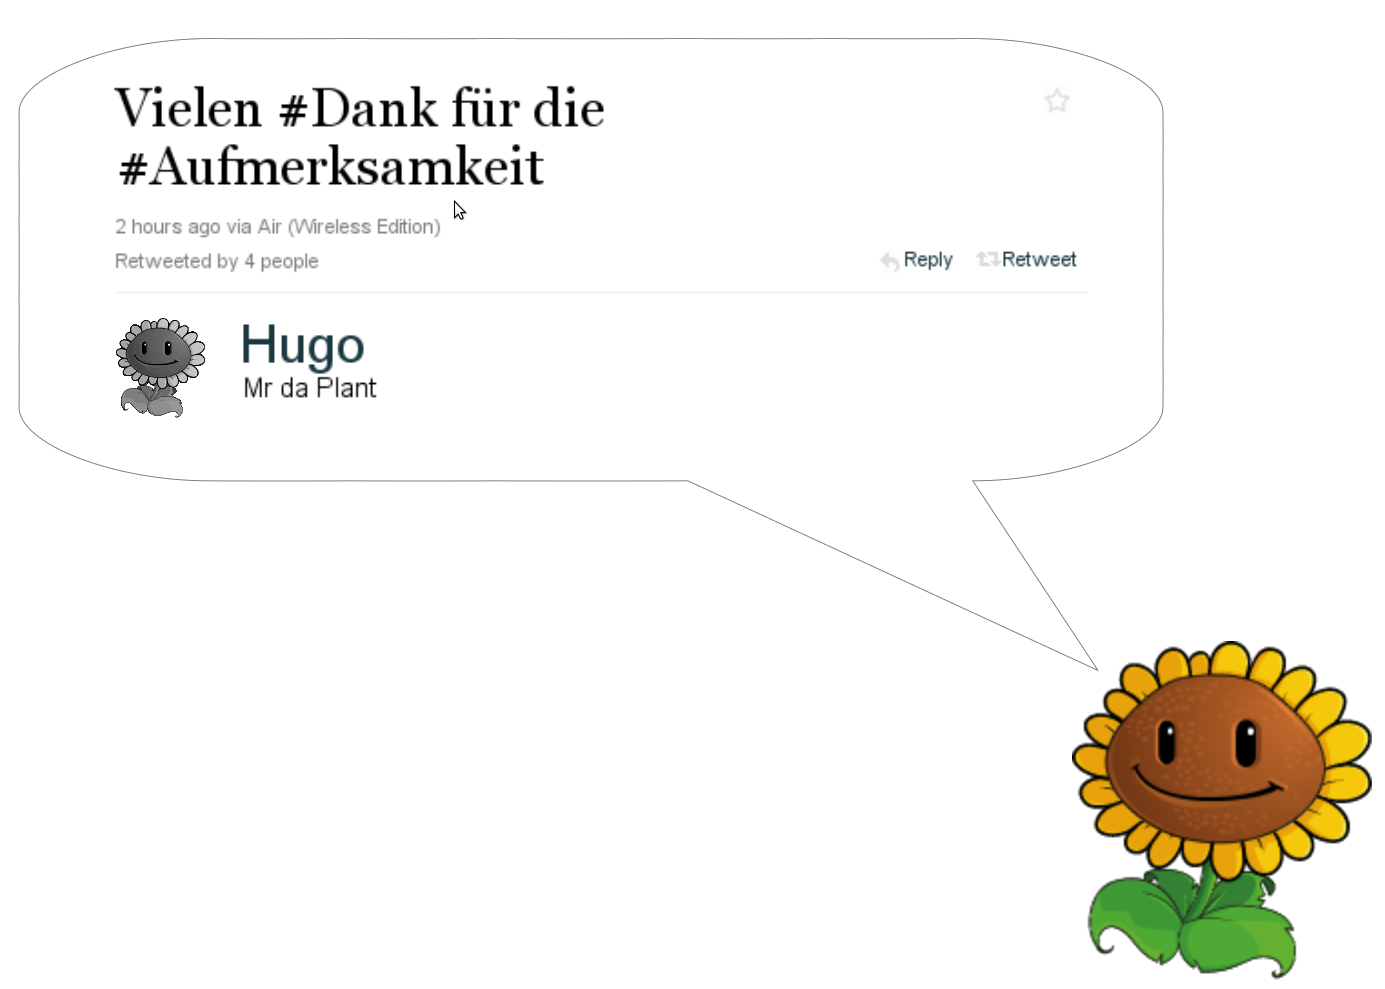 Vielen #Dank für die
#Aufmerksamkeit
2 hours ago via Air (Wireless Edition)
Retweeted by 4 people
Reply Retweet
Hugo
Mr da Plant